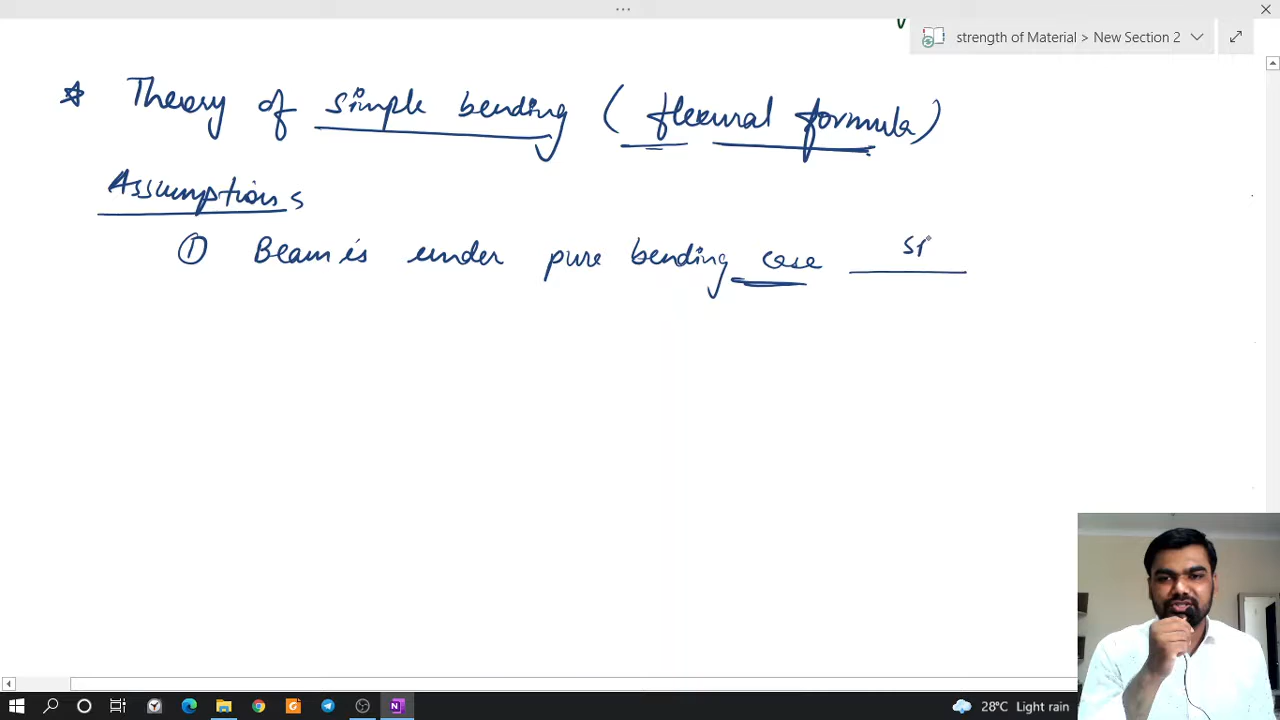 strength of Material > New Section 2
☆ Theory of simple bending (flexural formula)
Assumptions
① Beam is under pure bending case
28°C Light rain